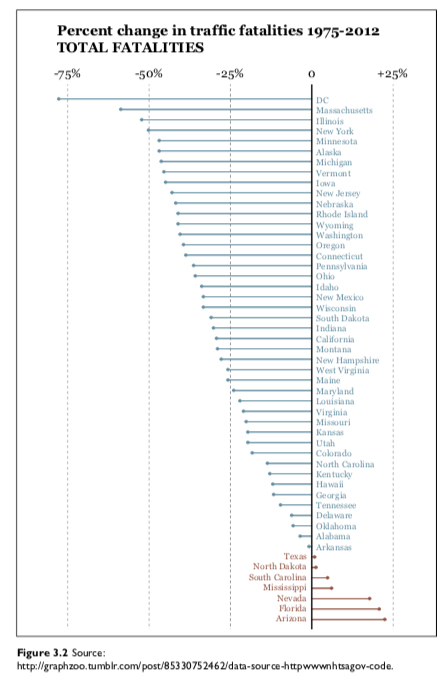 Percent change in traffic fatalities 1975-2012
TOTAL FATALITIES
-75% -50% -25% 0 +25%
DC
Massachusetts
Illinois
New York
Minnesota
Alaska
Michigan
Vermont
Iowa
New Jersey
Nebraska
Rhode Island
Wyoming
Washington
Oregon
Connecticut
Pennsylvania
Ohio
Idaho
New Mexico
Wisconsin
South Dakota
Indiana
California
Montana
New Hampshire
West Virginia
Maine
Maryland
Louisiana
Virginia
Missouri
Kansas
Utah
Colorado
North Carolina
Kentucky
Hawaii
Georgia
Tennessee
Delaware
Oklahoma
Alabama
Arkansas
Texas
North Dakota
South Carolina
Mississippi
Nevada
Florida
Arizona
Figure 3.2 Source:
http://graphzoo.tumblr.com/post/85330752462/data-source-httpwwwnhtsagov-code.